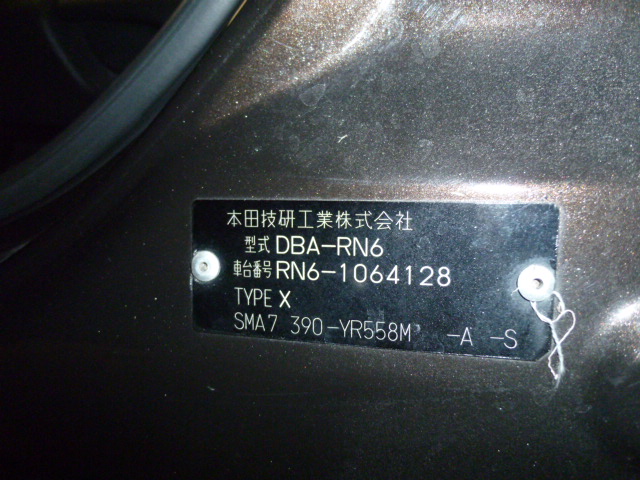 本田技研工業株式会社
型式 DBA-RN6
車台番号 RN6-1064128
TYPE X
SMA7 390-YR558M -A -S